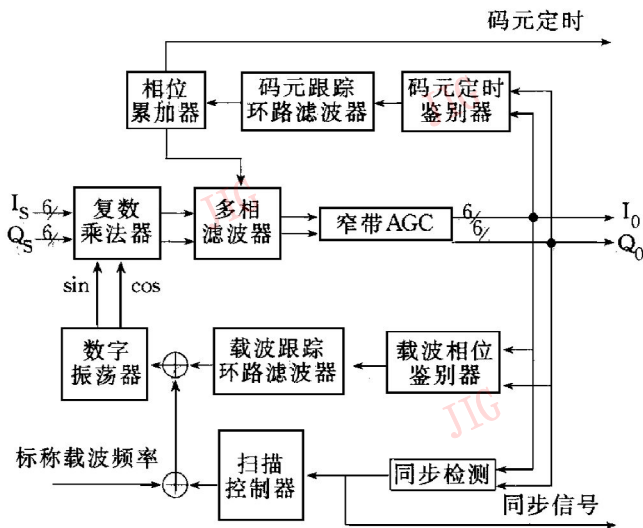 码元定时
相位
累加器
码元跟踪
环路滤波器
码元定时
鉴别器
I_S 6
Q_S 6
复数
乘法器
多相
滤波器
窄带AGC
6
6
I_0
Q_0
sin
cos
数字
振荡器
载波跟踪
环路滤波器
载波相位
鉴别器
标称载波频率
扫描
控制器
同步检测
同步信号
JIG
JIG
JIG